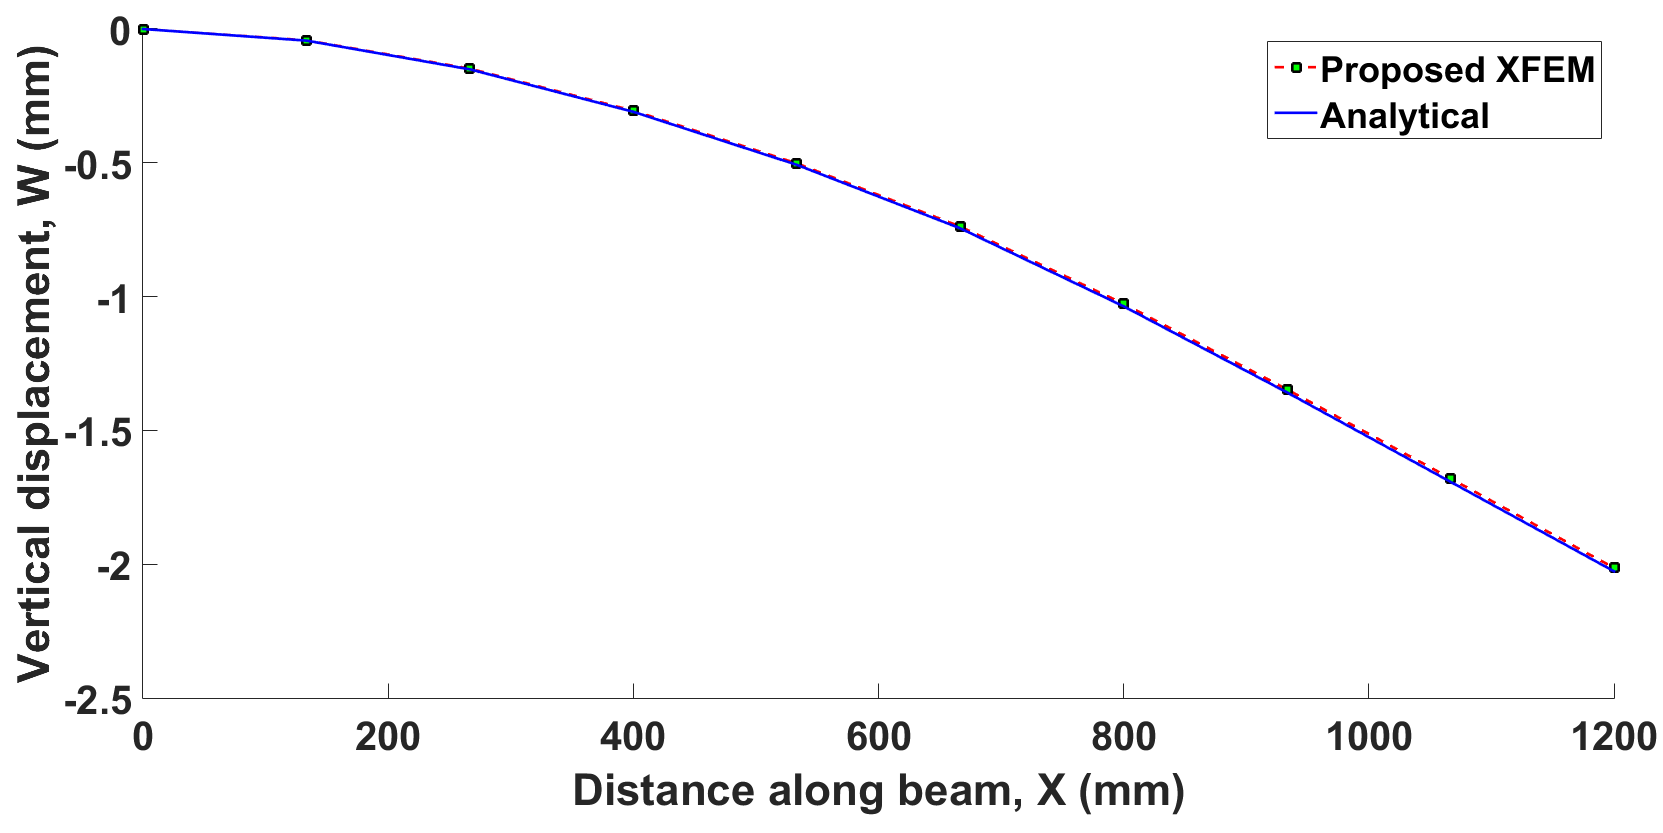 Proposed XFEM
Analytical
Vertical displacement, W (mm)
0
-0.5
-1
-1.5
-2
-2.5
0 200 400 600 800 1000 1200
Distance along beam, X (mm)